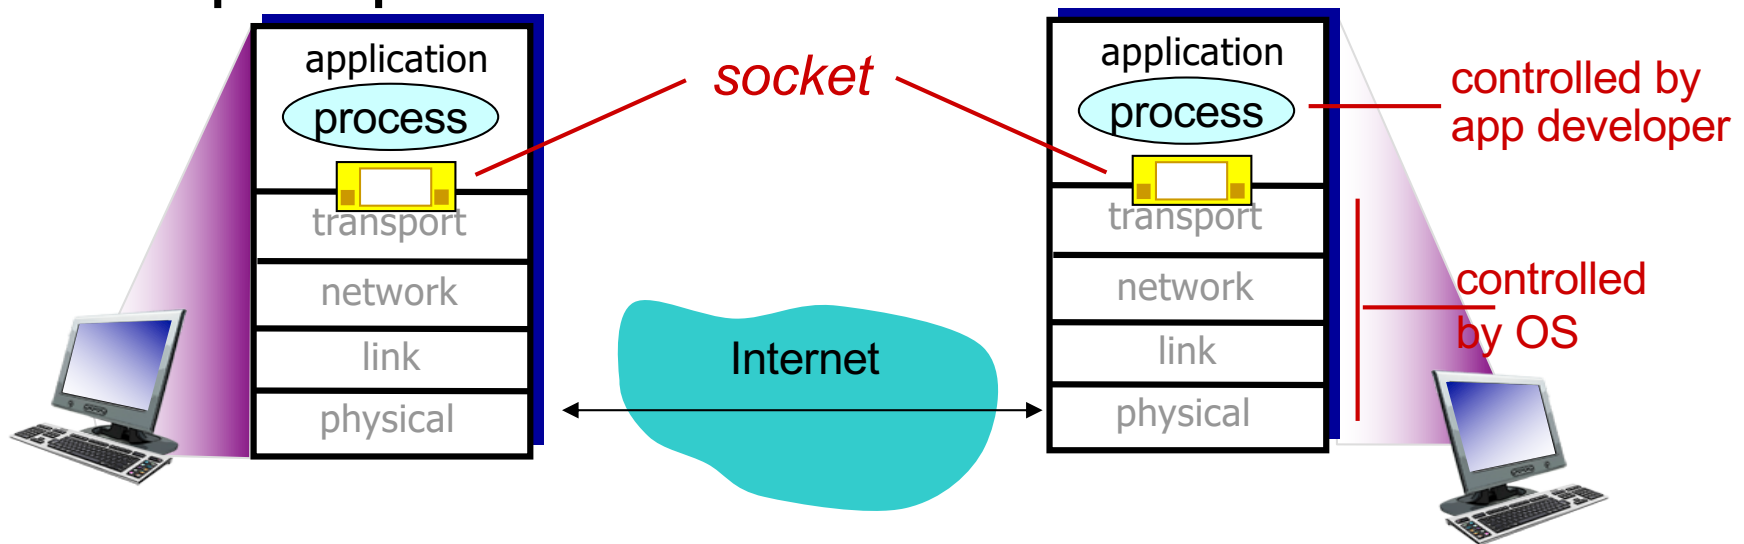 application
process
transport
network
link
physical
socket
Internet
application
process
transport
network
link
physical
controlled by
app developer
controlled
by OS